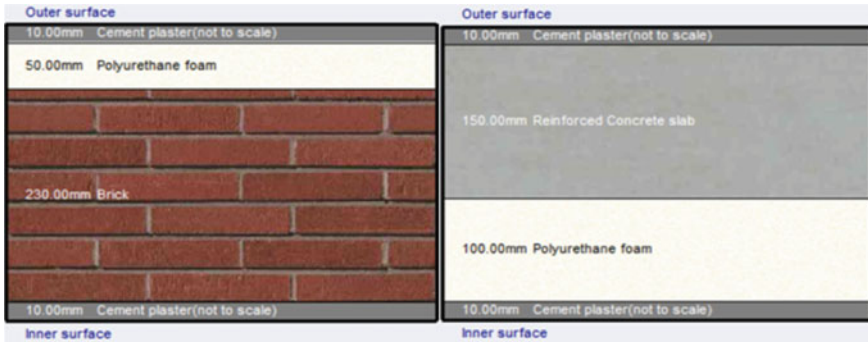 Outer surface
10.00mm Cement plaster(not to scale)
50.00mm Polyurethane foam
230.00mm Brick
10.00mm Cement plaster(not to scale)
Inner surface
Outer surface
10.00mm Cement plaster(not to scale)
150.00mm Reinforced Concrete slab
100.00mm Polyurethane foam
10.00mm Cement plaster(not to scale)
Inner surface